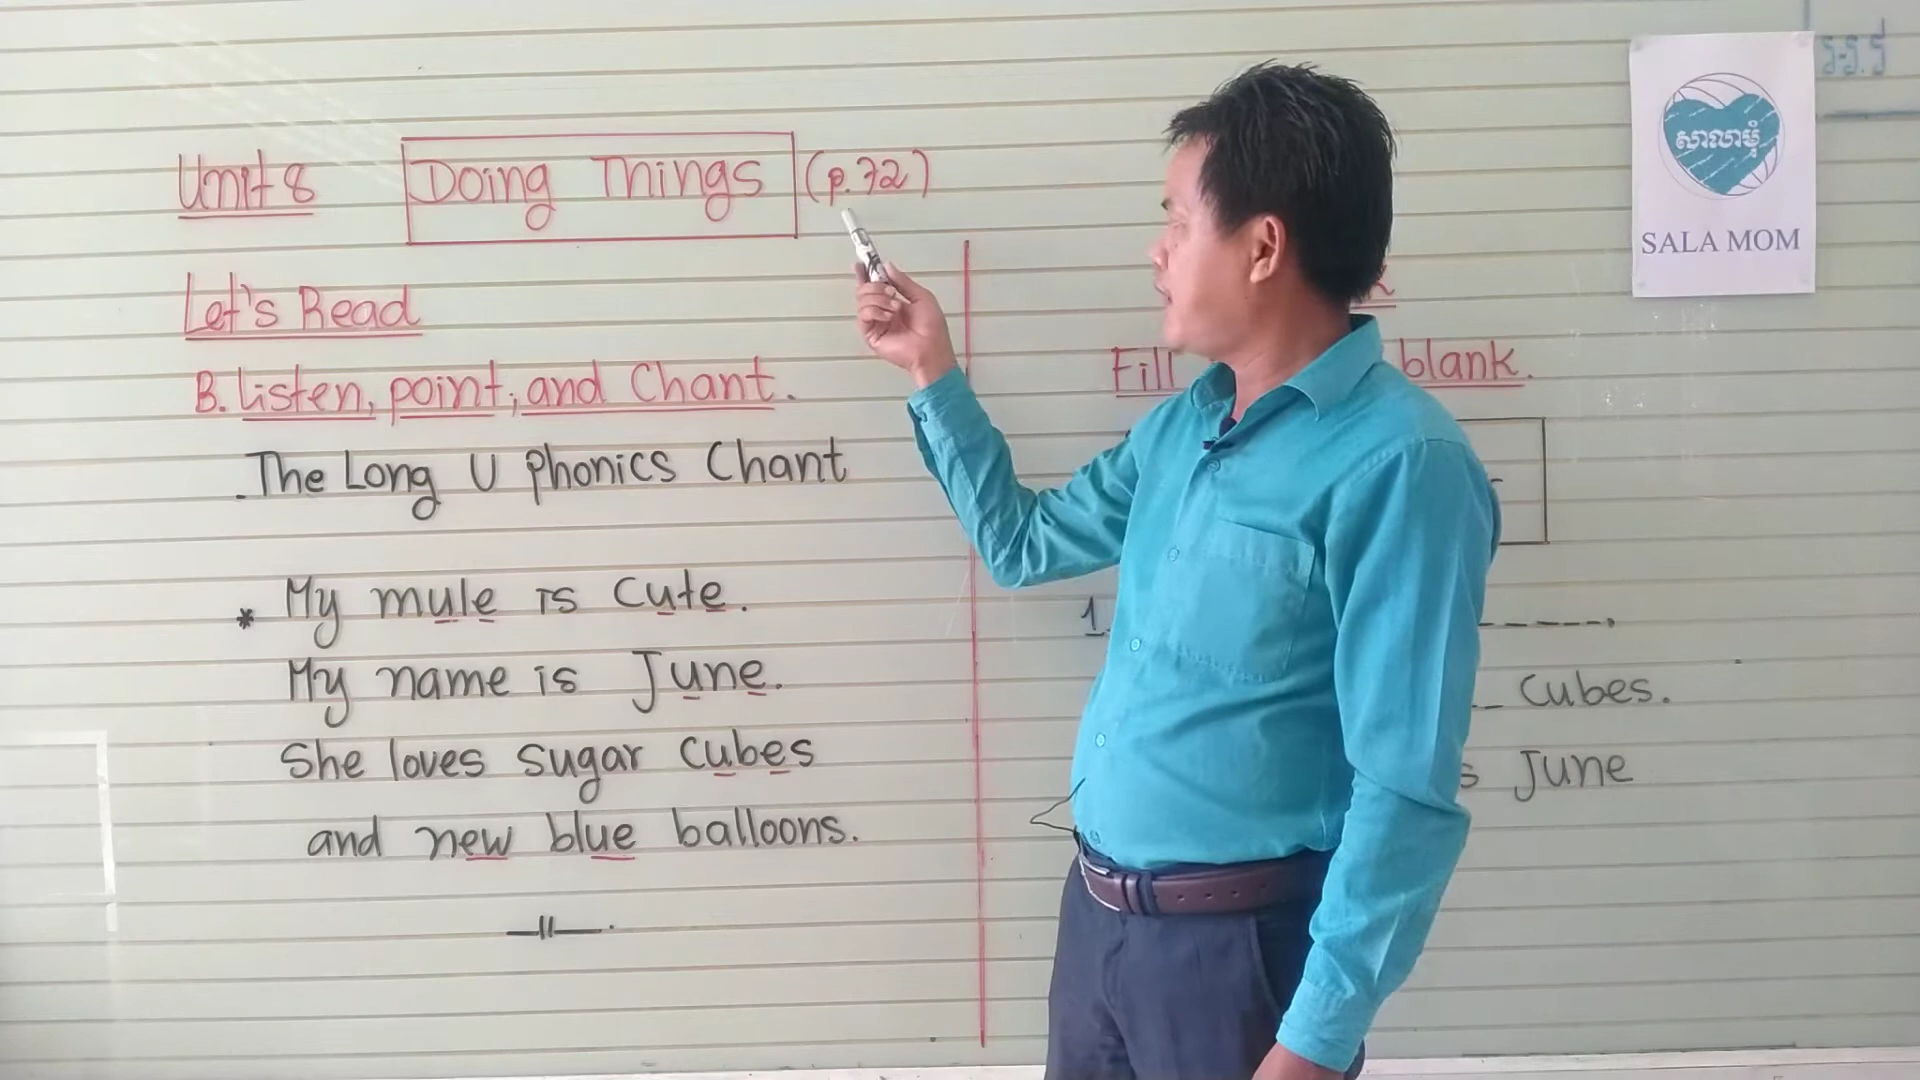 Unit 8 Doing Things (p.72)
Let's Read
B. Listen, point, and Chant.
The Long U Phonics Chant
* My mule is cute.
My name is June.
She loves sugar cubes
and new blue balloons.
Fill blank.
1.
cubes.
s June
សាលាមុំ
SALA MOM